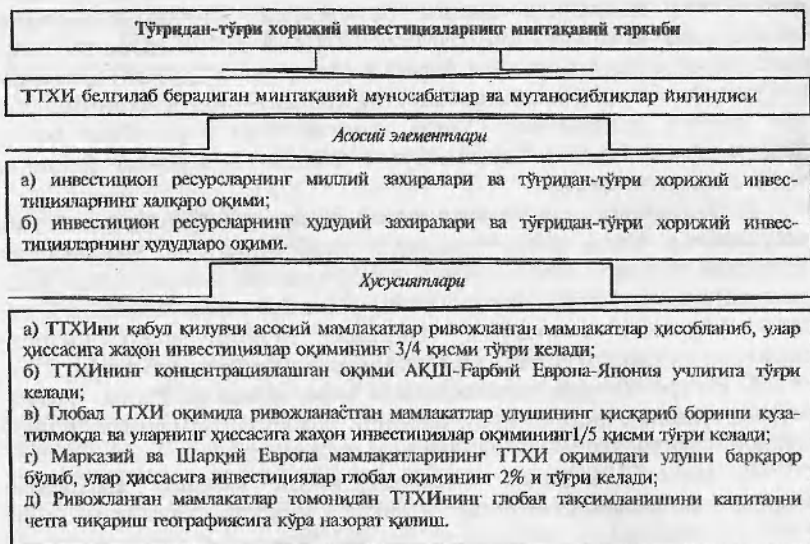 Тўғридан-тўғри хорижий инвестицияларнинг минтақавий таркиби
ТТХИ белгилаб берадиган минтақавий муносабатлар ва мутаносибликлар йиғиндиси
Асосий элементлари
а) инвестицион ресурсларнинг миллий захиралари ва тўғридан-тўғри хорижий инвес-
тицияларнинг халқаро оқими;
б) инвестицион ресурсларнинг ҳудудий захиралари ва тўғридан-тўғри хорижий инвес-
тицияларнинг ҳудудларо оқими.
Хусусиятлари
а) ТТХИни қабул қилувчи асосий мамлакатлар ривожланган мамлакатлар ҳисобланиб, улар
ҳиссасига жаҳон инвестициялар оқимининг 3/4 қисми тўғри келади;
б) ТТХИнинг концентрациялашган оқими АҚШ-Ғарбий Европа-Япония учлигига тўғри
келади;
в) Глобал ТТХИ оқимида ривожланаётган мамлакатлар улушининг қисқариб бориши куза-
тилмоқда ва уларнинг ҳиссасига жаҳон инвестициялар оқимининг1/5 қисми тўғри келади;
г) Марказий ва Шарқий Европа мамлакатларининг ТТХИ оқимидаги улуши барқарор
бўлиб, улар ҳиссасига инвестициялар глобал оқимининг 2% и тўғри келади;
д) Ривожланган мамлакатлар томонидан ТТХИнинг глобал тақсимланишини капитални
четга чиқариш географиясига кўра назорат қилиш.